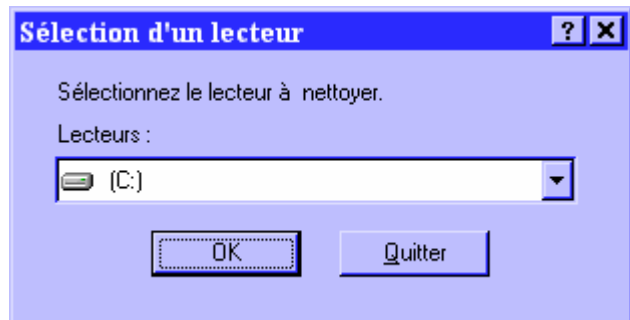 Sélection d'un lecteur
Sélectionnez le lecteur à nettoyer.
Lecteurs :
(C:)
OK
Quitter